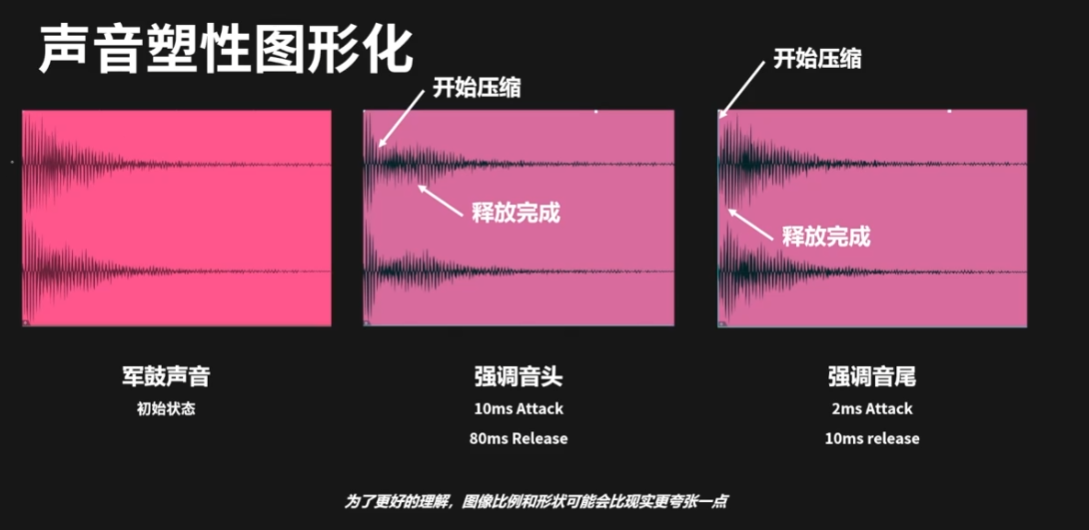 声音塑性图形化
开始压缩
开始压缩
释放完成
释放完成
军鼓声音
初始状态
强调音头
10ms Attack
80ms Release
强调音尾
2ms Attack
10ms release
为了更好的理解，图像比例和形状可能会比现实更夸张一点